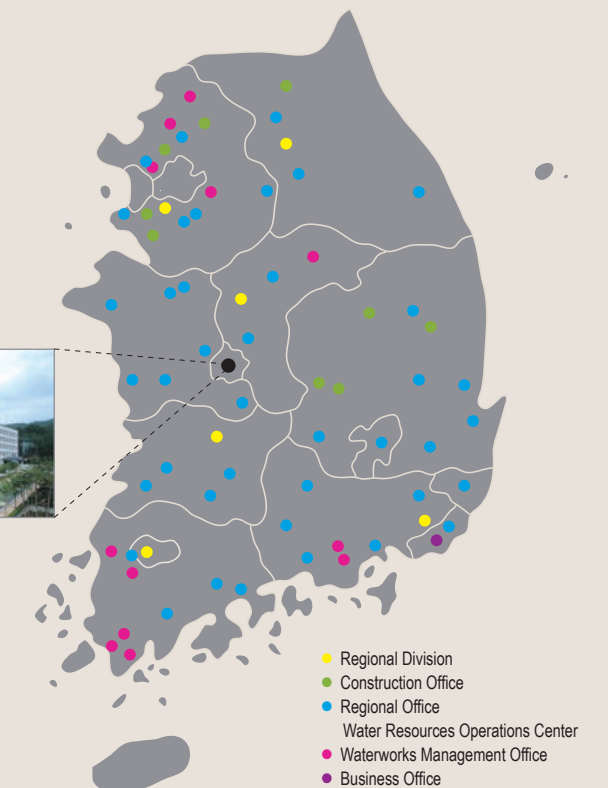 Regional Division
Construction Office
Regional Office
Water Resources Operations Center
Waterworks Management Office
Business Office